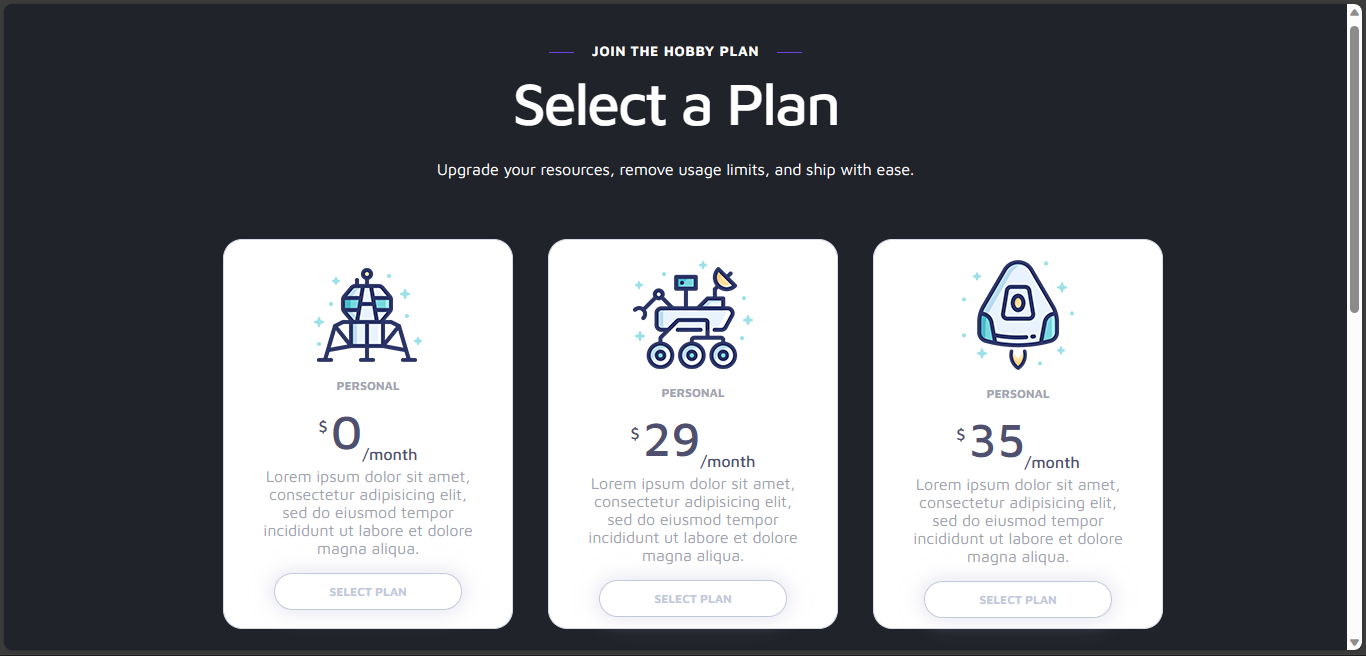 JOIN THE HOBBY PLAN
Select a Plan
Upgrade your resources, remove usage limits, and ship with ease.
PERSONAL
$0/month
Lorem ipsum dolor sit amet,
consectetur adipisicing elit,
sed do eiusmod tempor
incididunt ut labore et dolore
magna aliqua.
SELECT PLAN
PERSONAL
$29/month
Lorem ipsum dolor sit amet,
consectetur adipisicing elit,
sed do eiusmod tempor
incididunt ut labore et dolore
magna aliqua.
SELECT PLAN
PERSONAL
$35/month
Lorem ipsum dolor sit amet,
consectetur adipisicing elit,
sed do eiusmod tempor
incididunt ut labore et dolore
magna aliqua.
SELECT PLAN